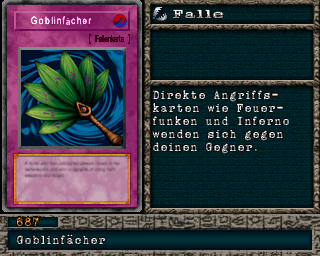 Goblinfächer
[ Fallenkarte ]
Falle
Direkte Angriffs-
karten wie Feuer-
funken und Inferno
wenden sich gegen
deinen Gegner.
687
Goblinfächer